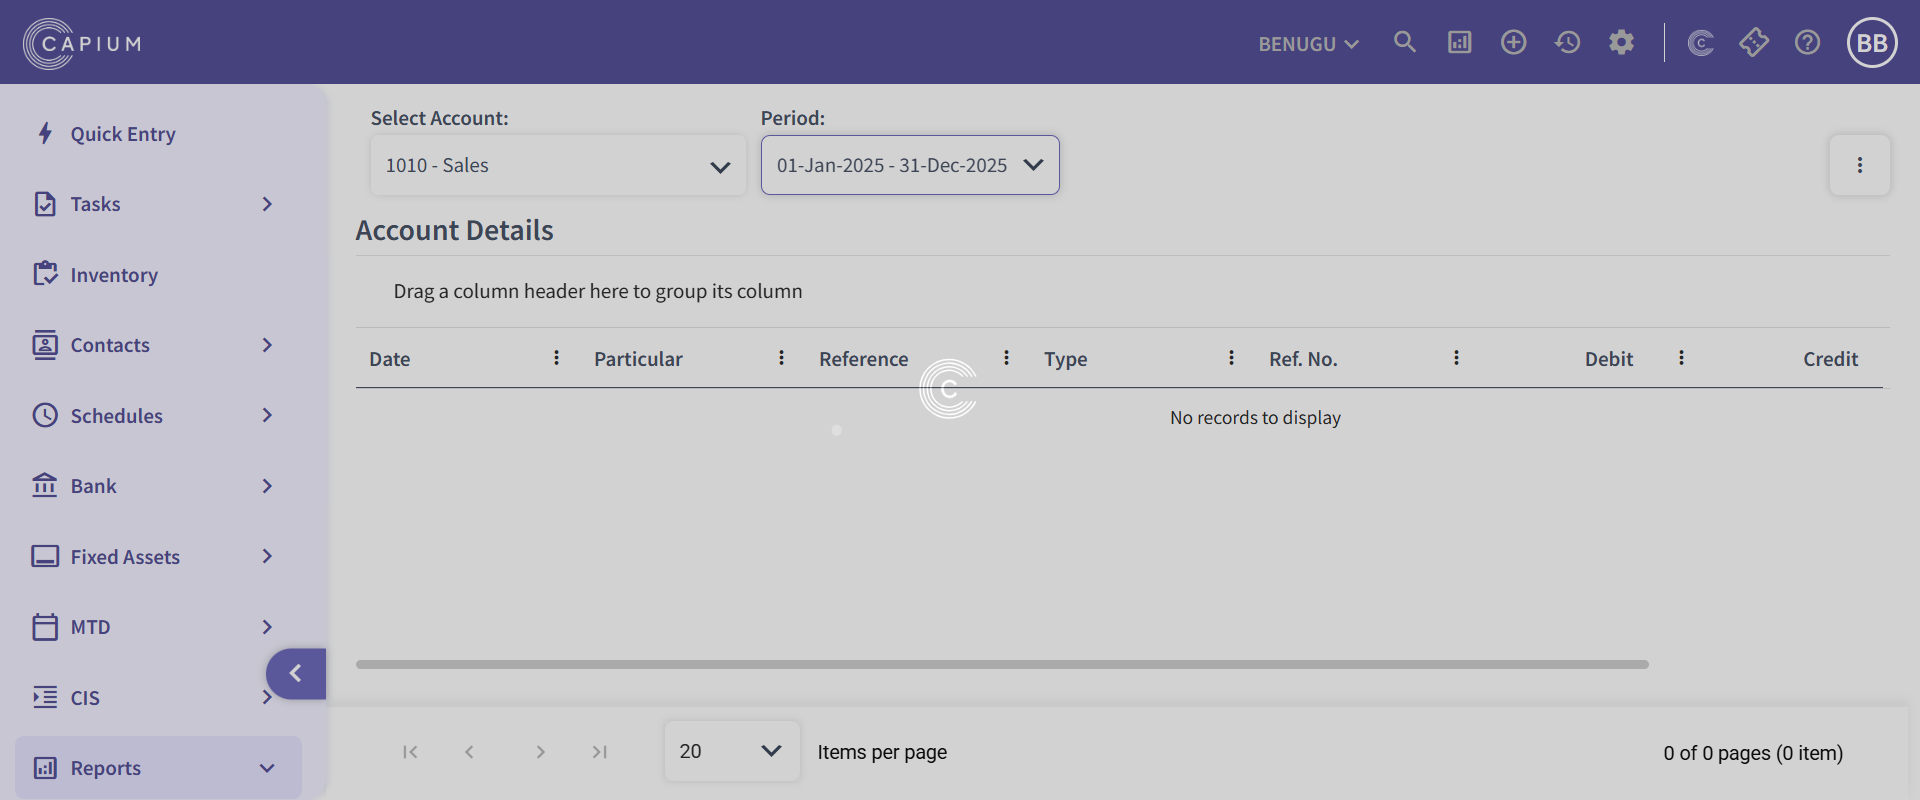 CAPIUM
BENUGU
C
BB
Quick Entry
Tasks
Inventory
Contacts
Schedules
Bank
Fixed Assets
MTD
CIS
Reports
Select Account:
Period:
1010 - Sales
01-Jan-2025 - 31-Dec-2025
Account Details
Drag a column header here to group its column
Date
Particular
Reference
Type
Ref. No.
Debit
Credit
C
No records to display
20
Items per page
0 of 0 pages (0 item)